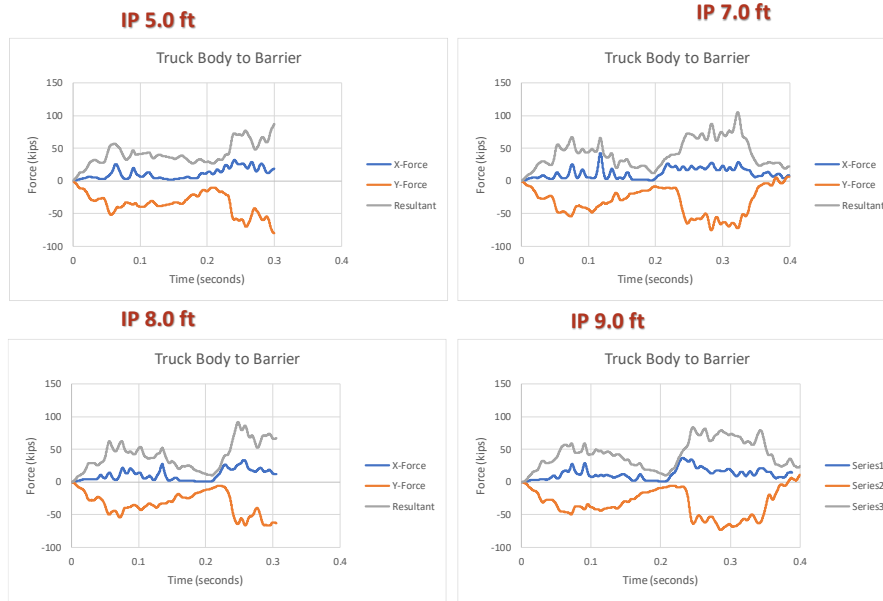 IP 5.0 ft
IP 7.0 ft
Truck Body to Barrier
150
100
50
0
-50
-100
Force (kips)
0
0.1
0.2
0.3
0.4
Time (seconds)
X-Force
Y-Force
Resultant
Truck Body to Barrier
150
100
50
0
-50
-100
Force (kips)
0
0.1
0.2
0.3
0.4
Time (seconds)
X-Force
Y-Force
Resultant
IP 8.0 ft
IP 9.0 ft
Truck Body to Barrier
150
100
50
0
-50
-100
Force (kips)
0
0.1
0.2
0.3
0.4
Time (seconds)
X-Force
Y-Force
Resultant
Truck Body to Barrier
150
100
50
0
-50
-100
Force (kips)
0
0.1
0.2
0.3
0.4
Time (seconds)
Series1
Series2
Series3